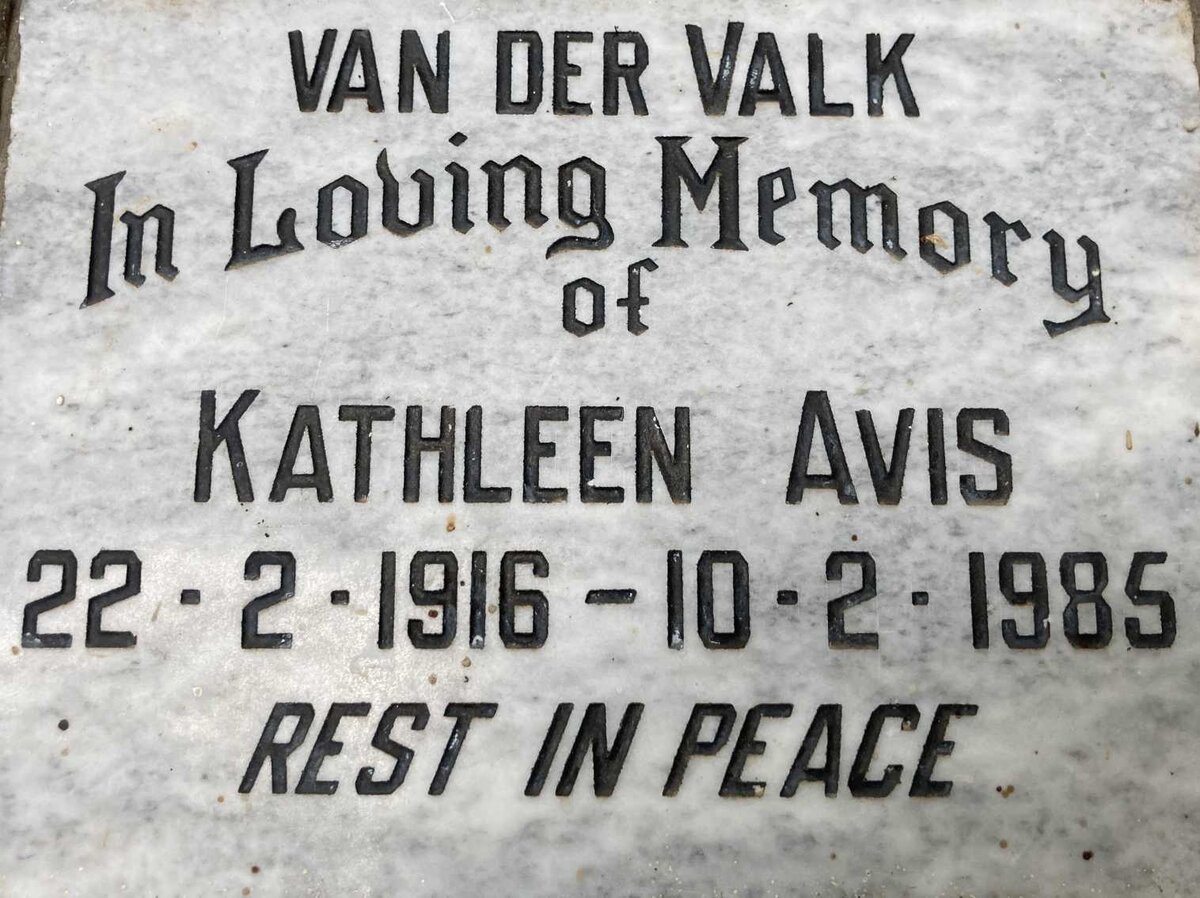 VAN DER VALK
In Loving Memory
of
KATHLEEN AVIS
22·2·1916–10·2·1985
REST IN PEACE